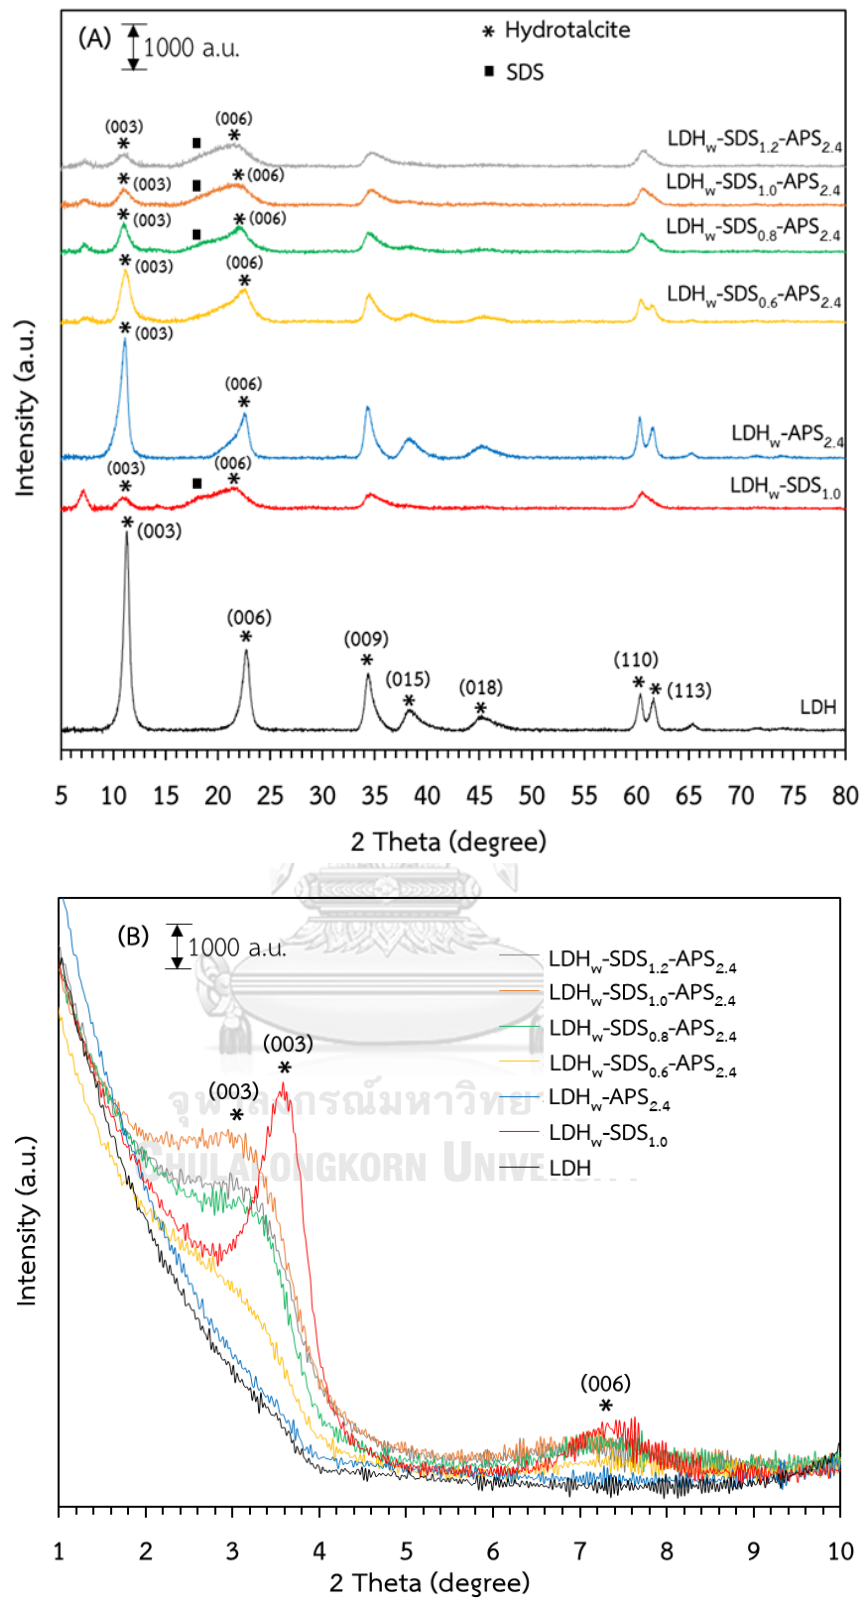 (A)
1000 a.u.
* Hydrotalcite
■ SDS
(003)
*
■
(006)
*
LDHw-SDS1.2-APS2.4
*
(003)
■
*
(006)
LDHw-SDS1.0-APS2.4
*
(003)
■
*
(006)
LDHw-SDS0.8-APS2.4
*
(003)
(006)
*
LDHw-SDS0.6-APS2.4
*
(003)
(006)
*
LDHw-APS2.4
(003)
*
■
(006)
*
LDHw-SDS1.0
*
(003)
(006)
*
(009)
*
(015)
*
(018)
*
(110)
*
* (113)
LDH
Intensity (a.u.)
5 10 15 20 25 30 35 40 45 50 55 60 65 70 75 80
2 Theta (degree)
(B)
1000 a.u.
LDHw-SDS1.2-APS2.4
LDHw-SDS1.0-APS2.4
LDHw-SDS0.8-APS2.4
LDHw-SDS0.6-APS2.4
LDHw-APS2.4
LDHw-SDS1.0
LDH
(003)
*
(003)
*
(006)
*
Intensity (a.u.)
1 2 3 4 5 6 7 8 9 10
2 Theta (degree)